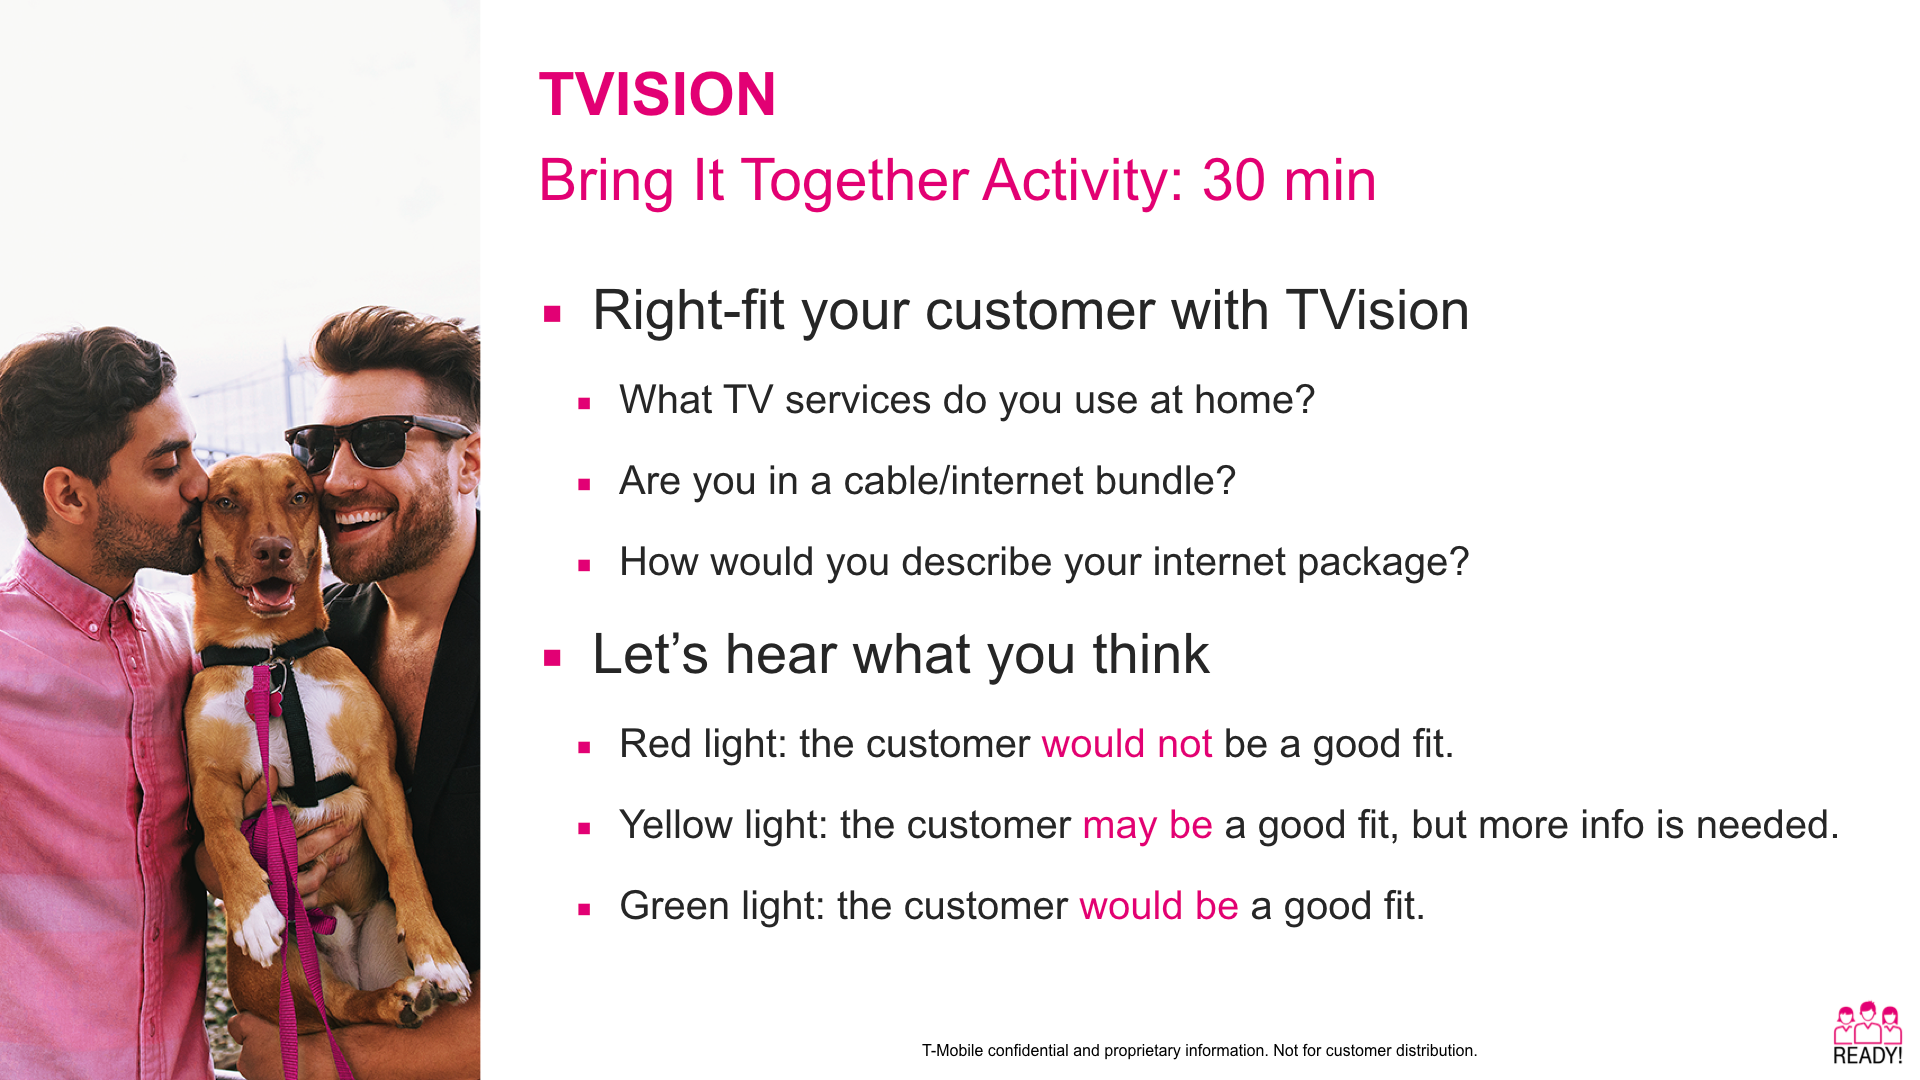 TVISION
Bring It Together Activity: 30 min
Right-fit your customer with TVision
What TV services do you use at home?
Are you in a cable/internet bundle?
How would you describe your internet package?
Let’s hear what you think
Red light: the customer would not be a good fit.
Yellow light: the customer may be a good fit, but more info is needed.
Green light: the customer would be a good fit.
T-Mobile confidential and proprietary information. Not for customer distribution.
READY!